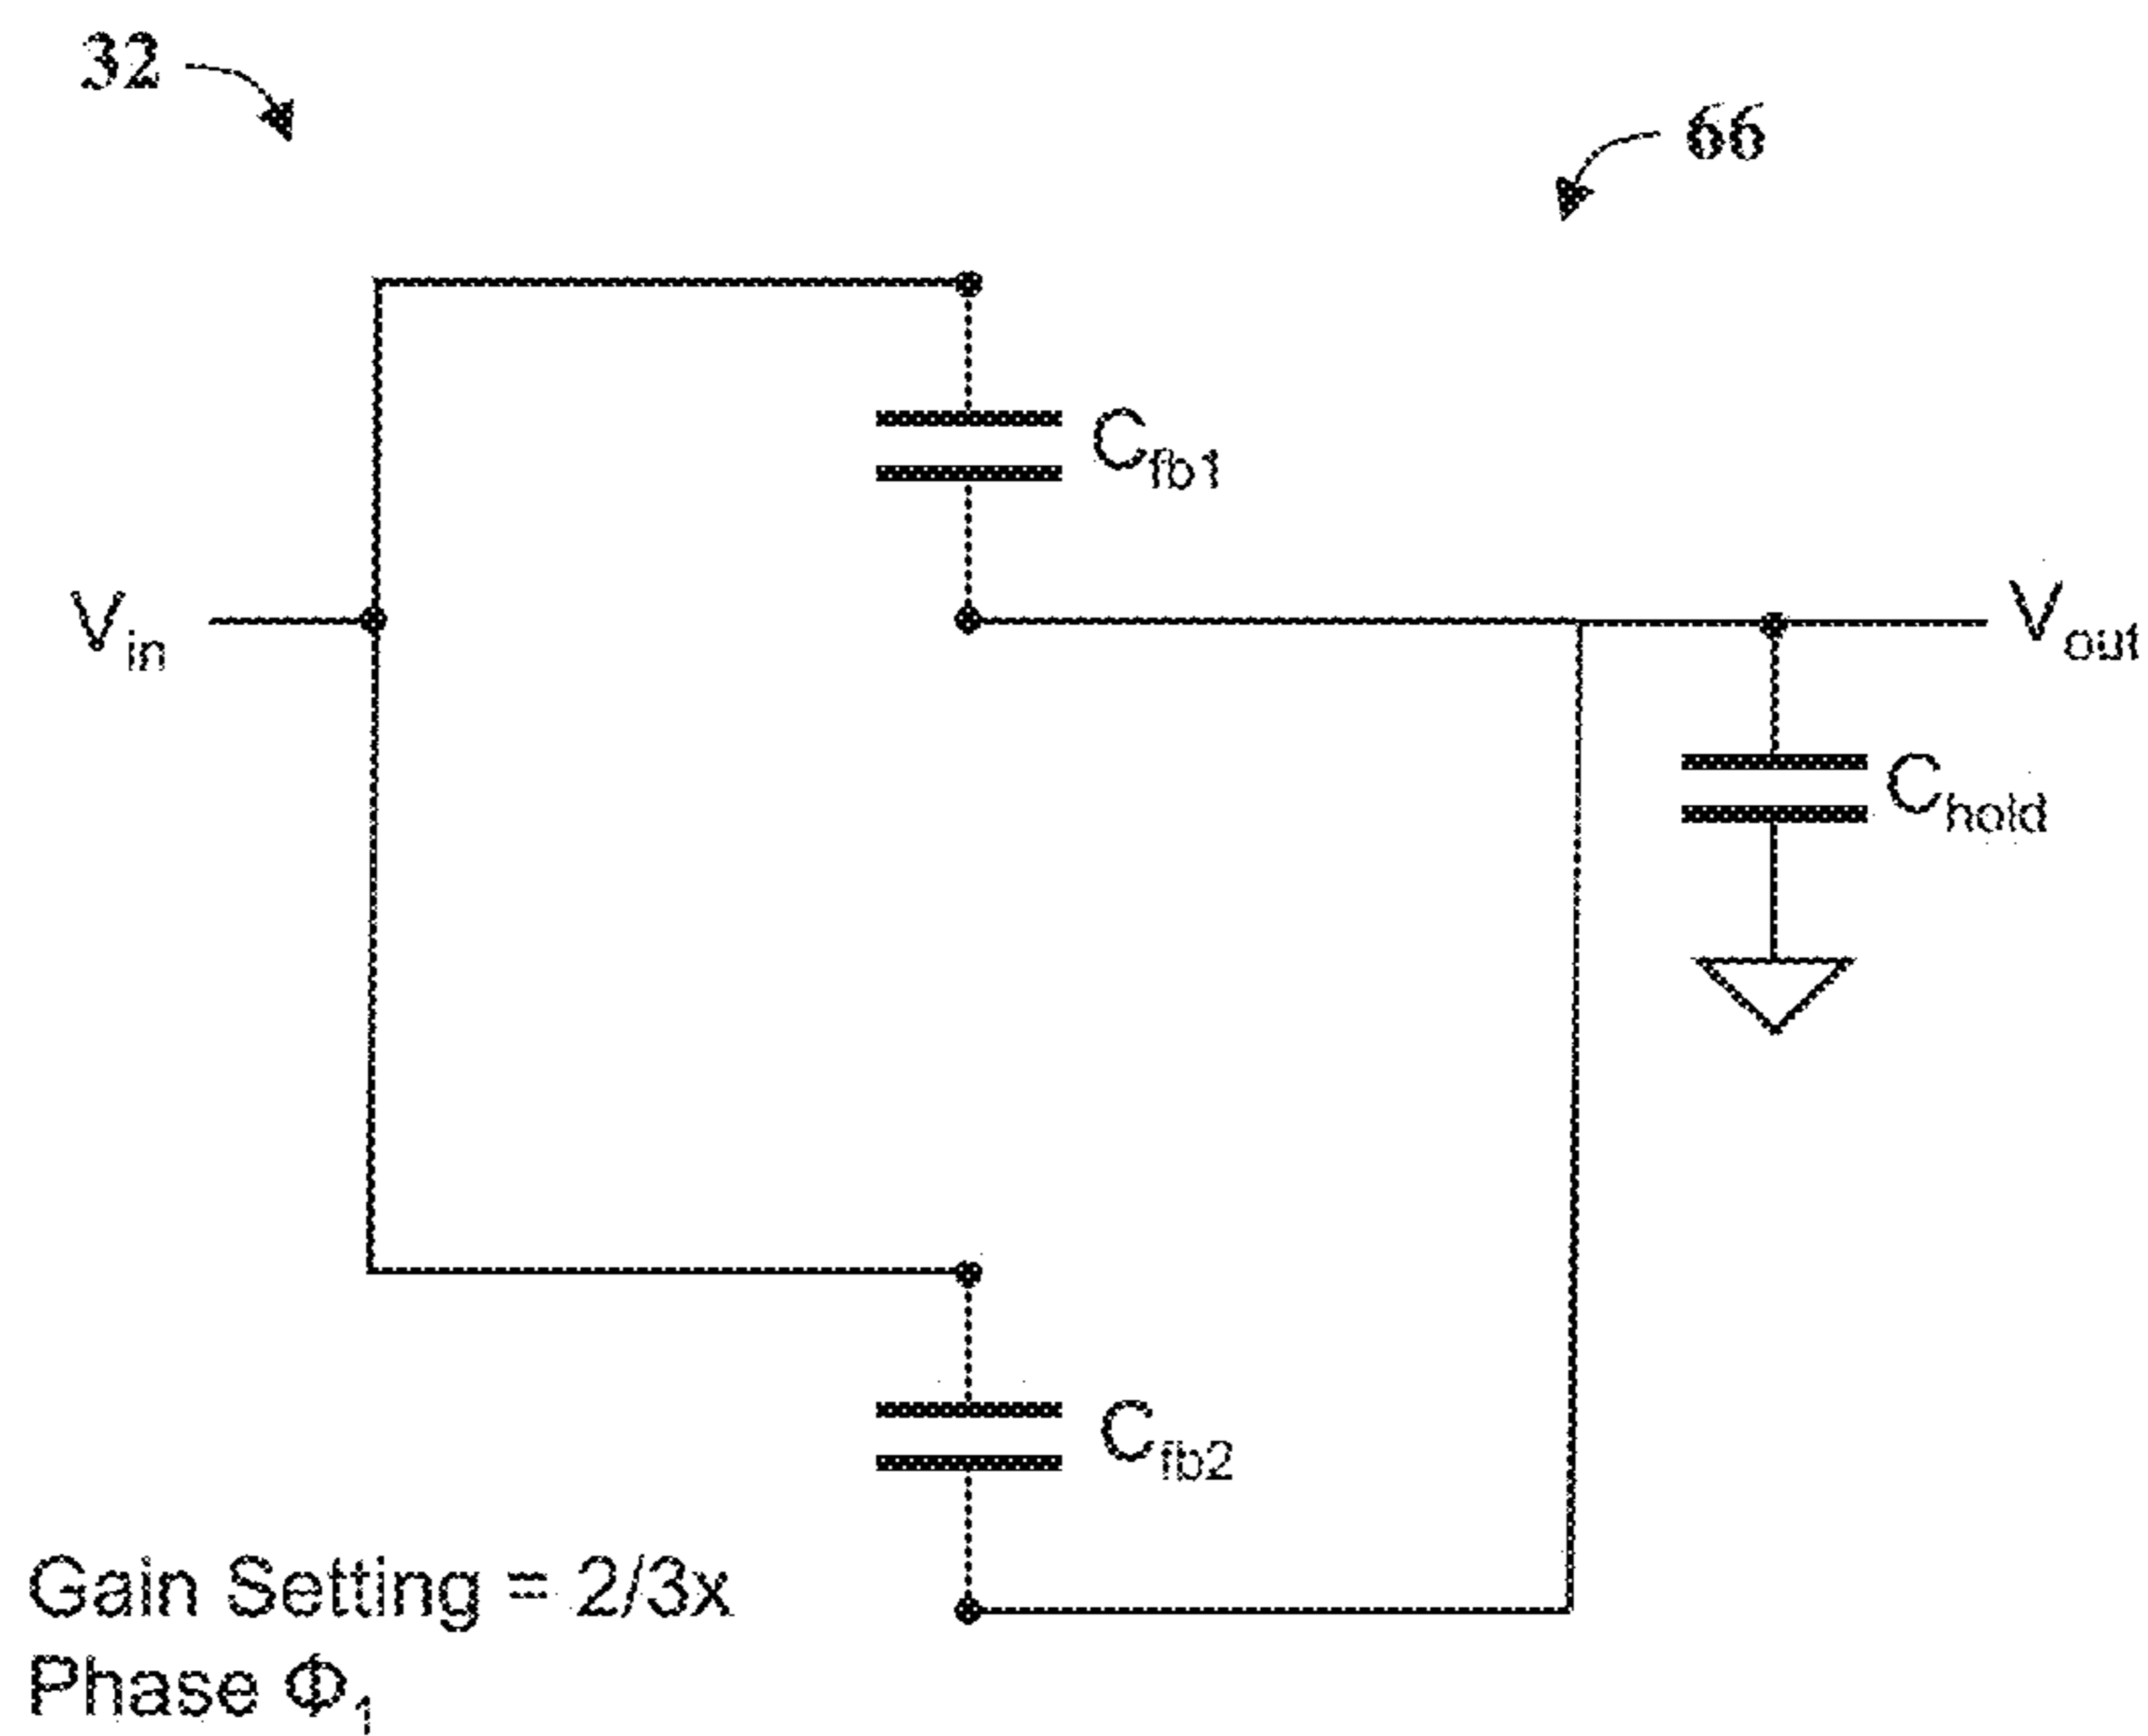 32
66
C_fb1
V_in
V_out
C_hold
C_fb2
Gain Setting = 2/3x
Phase Φ_1